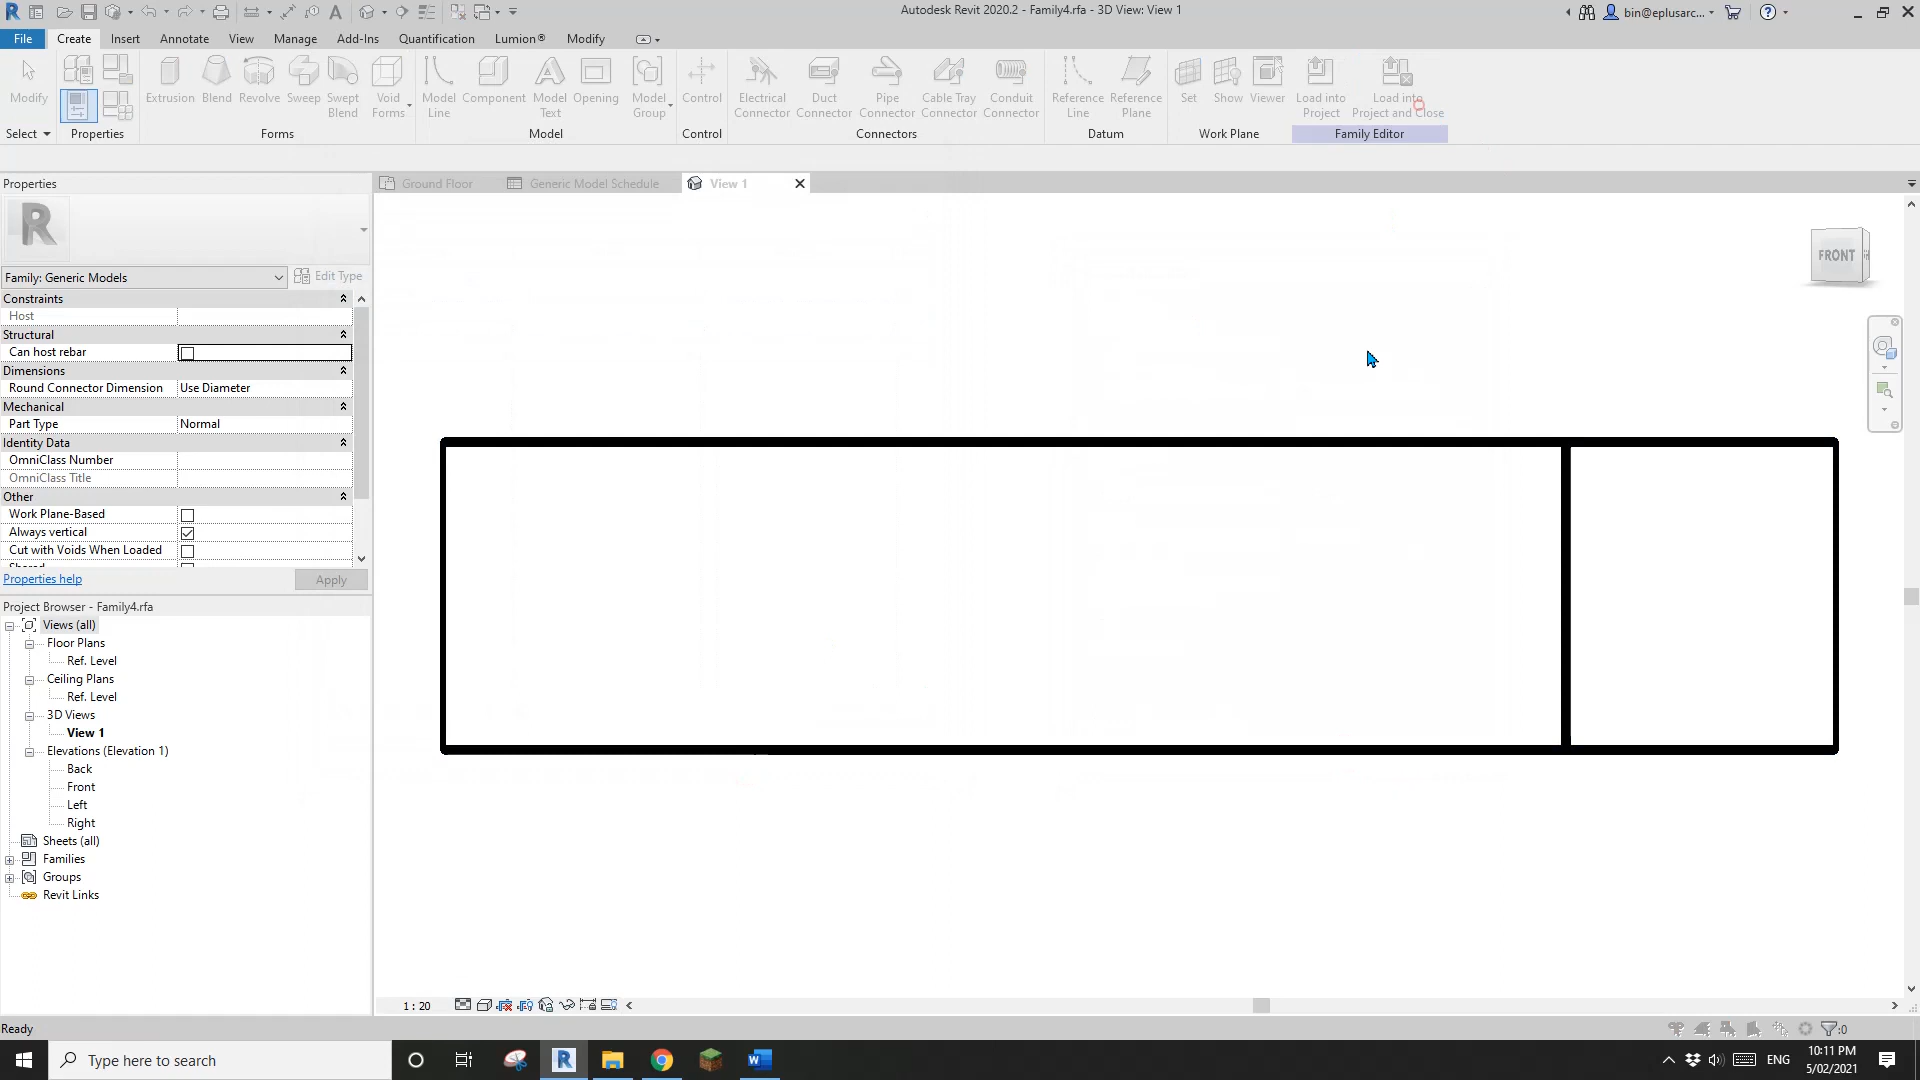 Autodesk Revit 2020.2 - Family4.rfa - 3D View: View 1
bin@eplusarc...
File Create Insert Annotate View Manage Add-Ins Quantification Lumion® Modify
Modify Extrusion Blend Revolve Sweep Swept Blend Void Forms Model Line Component Model Text Opening Model Group Control Electrical Connector Duct Connector Pipe Connector Cable Tray Connector Conduit Connector Reference Line Reference Plane Set Show Viewer Load into Project Load into Project and Close
Select Properties Forms Model Control Connectors Datum Work Plane Family Editor
Properties
Ground Floor Generic Model Schedule View 1
R
FRONT
Family: Generic Models Edit Type
Constraints
Host
Structural
Can host rebar
Dimensions
Round Connector Dimension Use Diameter
Mechanical
Part Type Normal
Identity Data
OmniClass Number
OmniClass Title
Other
Work Plane-Based
Always vertical
Cut with Voids When Loaded
Shared
Properties help Apply
Project Browser - Family4.rfa
Views (all)
Floor Plans
Ref. Level
Ceiling Plans
Ref. Level
3D Views
View 1
Elevations (Elevation 1)
Back
Front
Left
Right
Sheets (all)
Families
Groups
Revit Links
1 : 20
Ready
:0
Type here to search
ENG
10:11 PM
5/02/2021